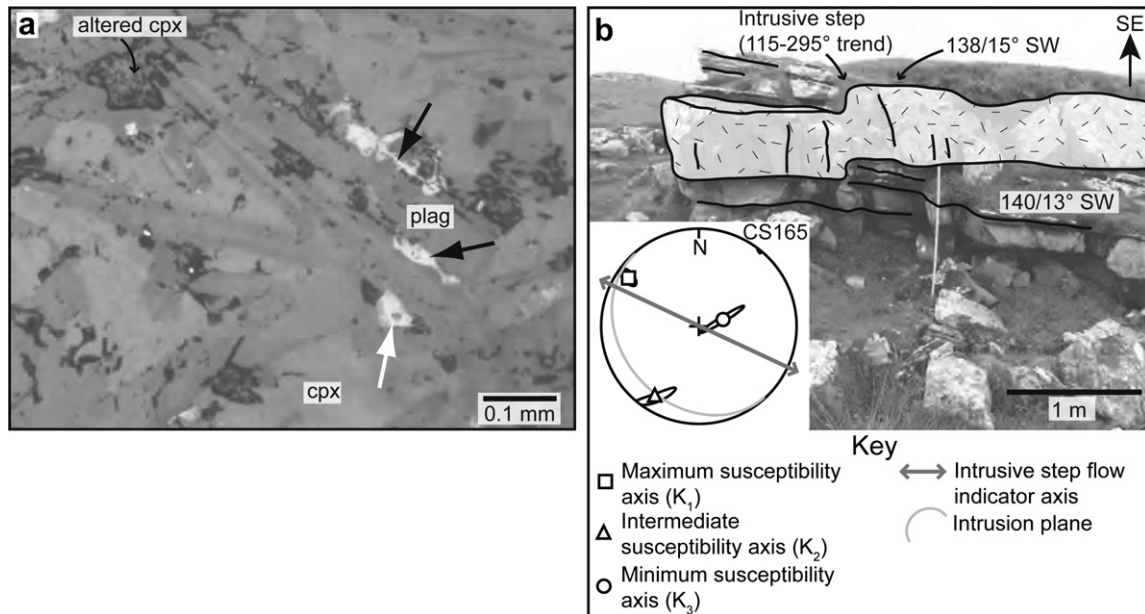 a
altered cpx
plag
cpx
0.1 mm
b
Intrusive step
(115-295° trend)
138/15° SW
SE
140/13° SW
CS165
N
1 m
Key
Maximum susceptibility
axis (K1)
Intermediate
susceptibility axis (K2)
Minimum susceptibility
axis (K3)
Intrusive step flow
indicator axis
Intrusion plane